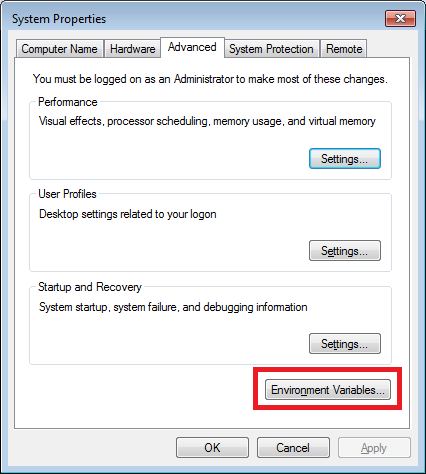 System Properties
Computer Name Hardware Advanced System Protection Remote
You must be logged on as an Administrator to make most of these changes.
Performance
Visual effects, processor scheduling, memory usage, and virtual memory
Settings...
User Profiles
Desktop settings related to your logon
Settings...
Startup and Recovery
System startup, system failure, and debugging information
Settings...
Environment Variables...
OK Cancel Apply